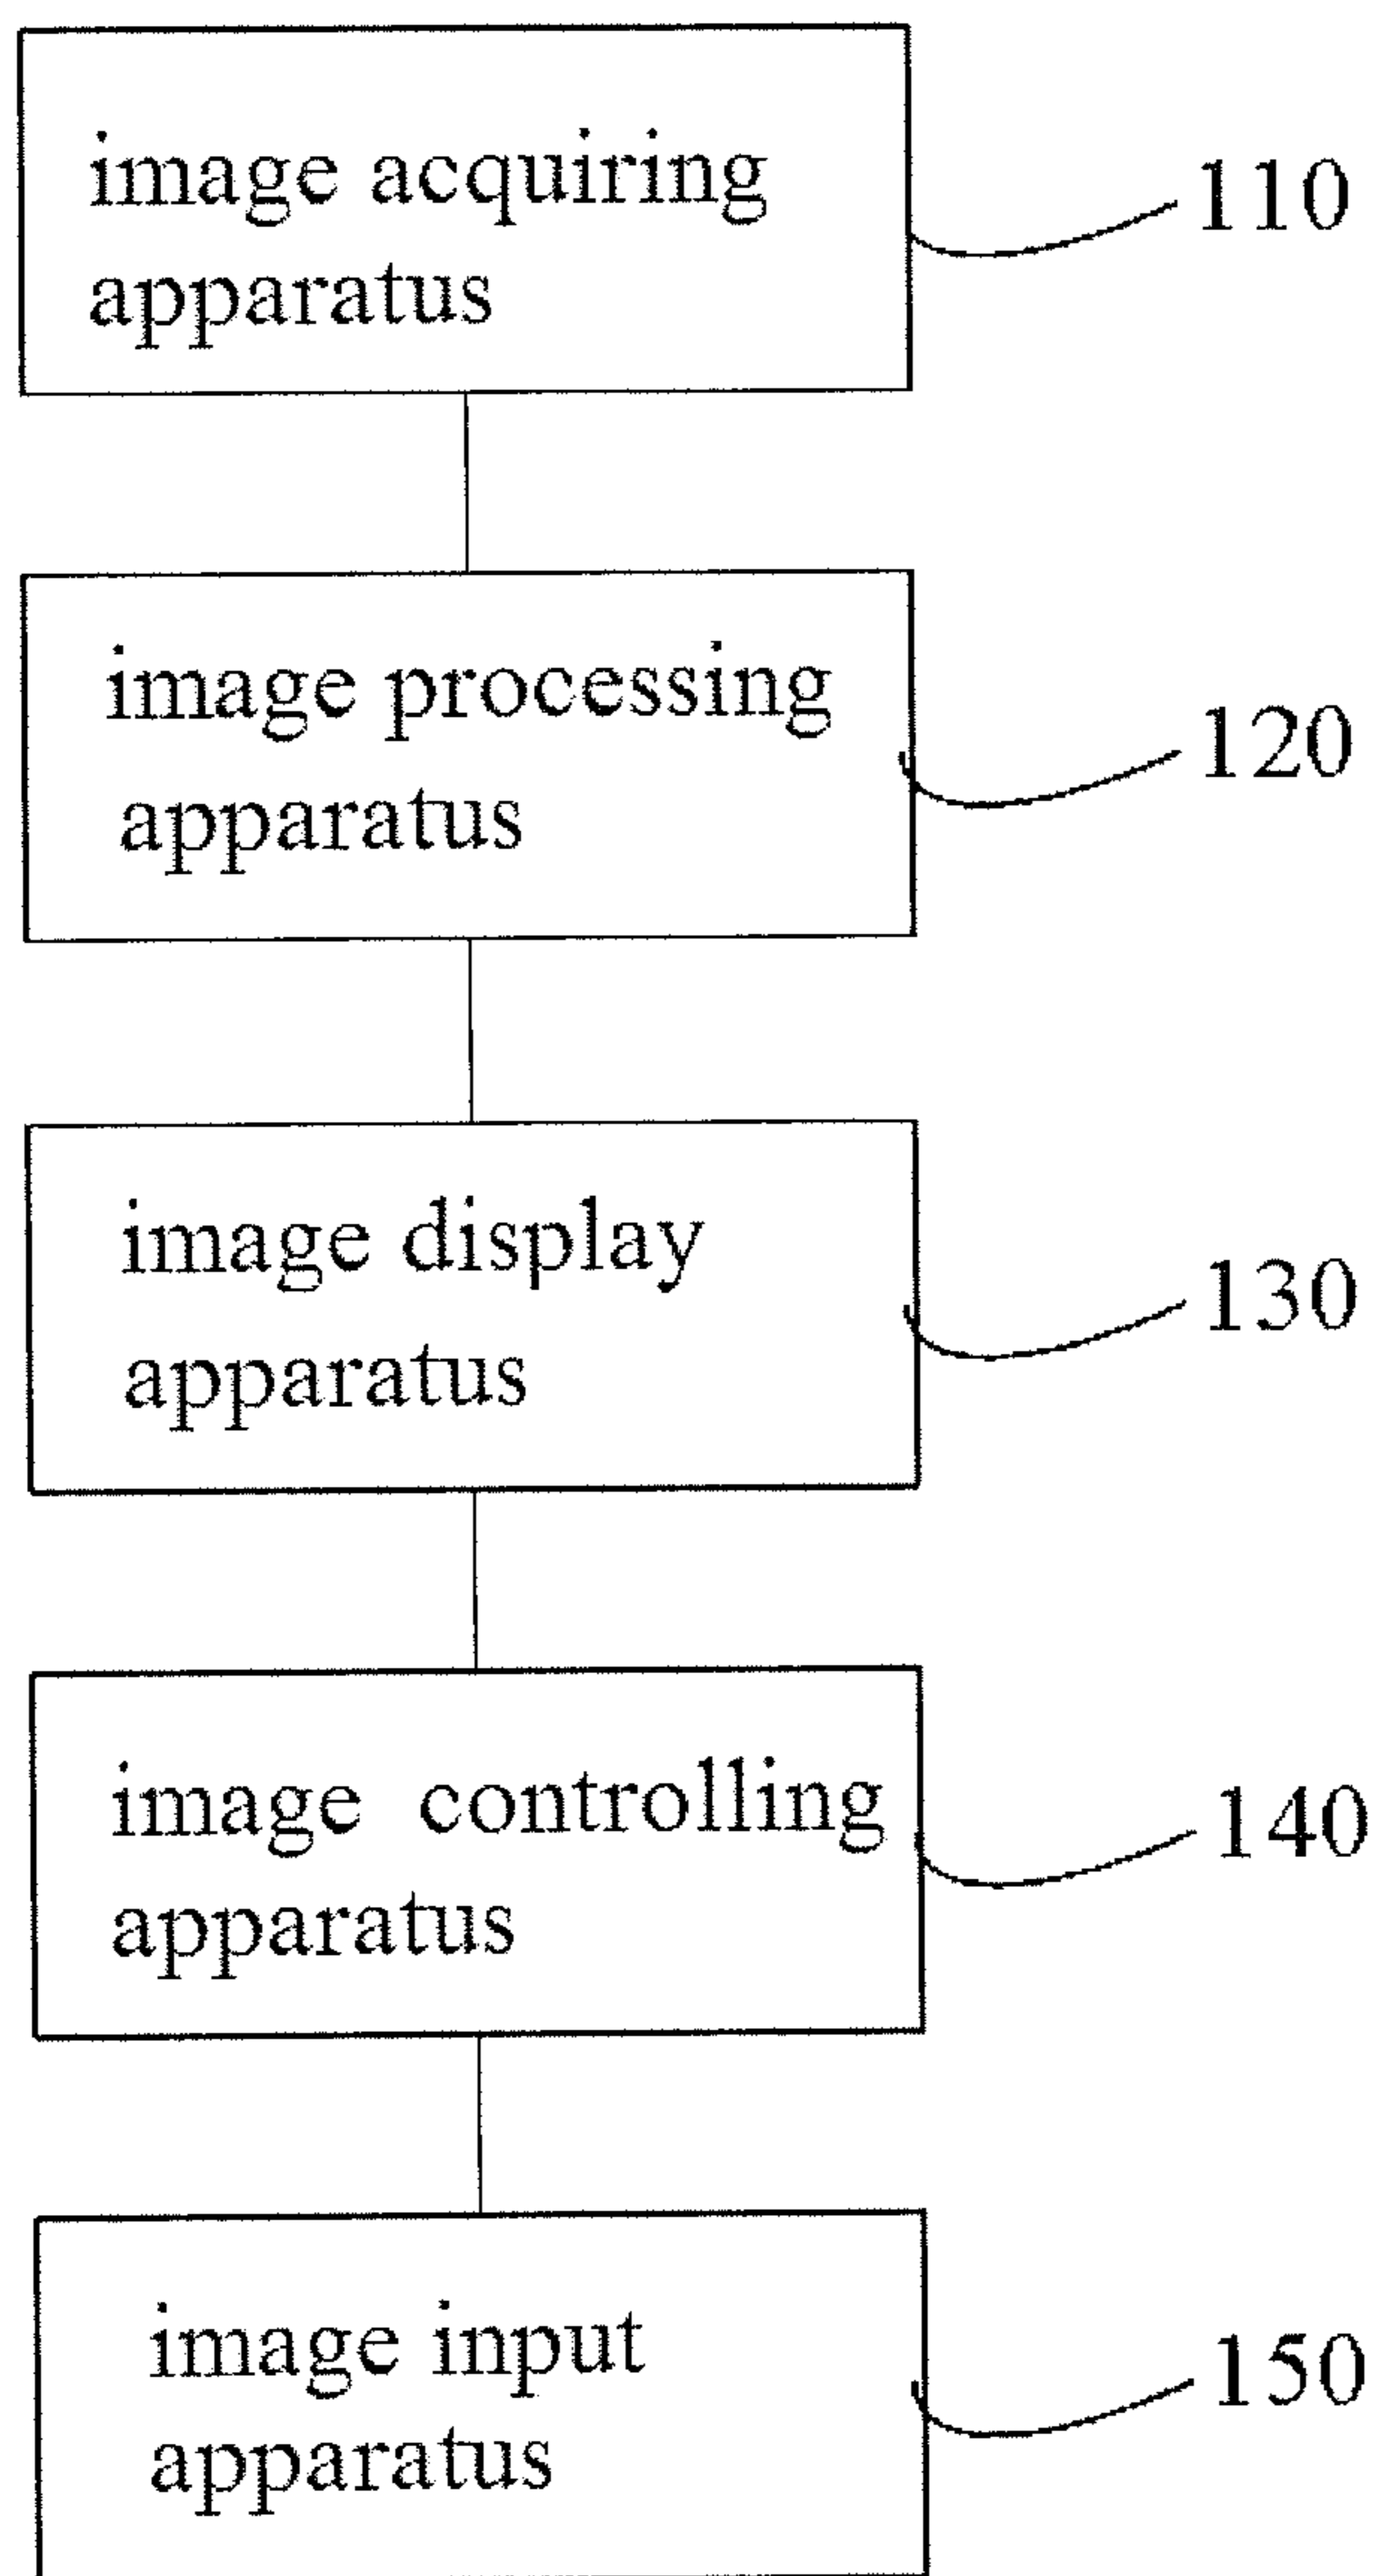 image acquiring
apparatus
110
image processing
apparatus
120
image display
apparatus
130
image controlling
apparatus
140
image input
apparatus
150